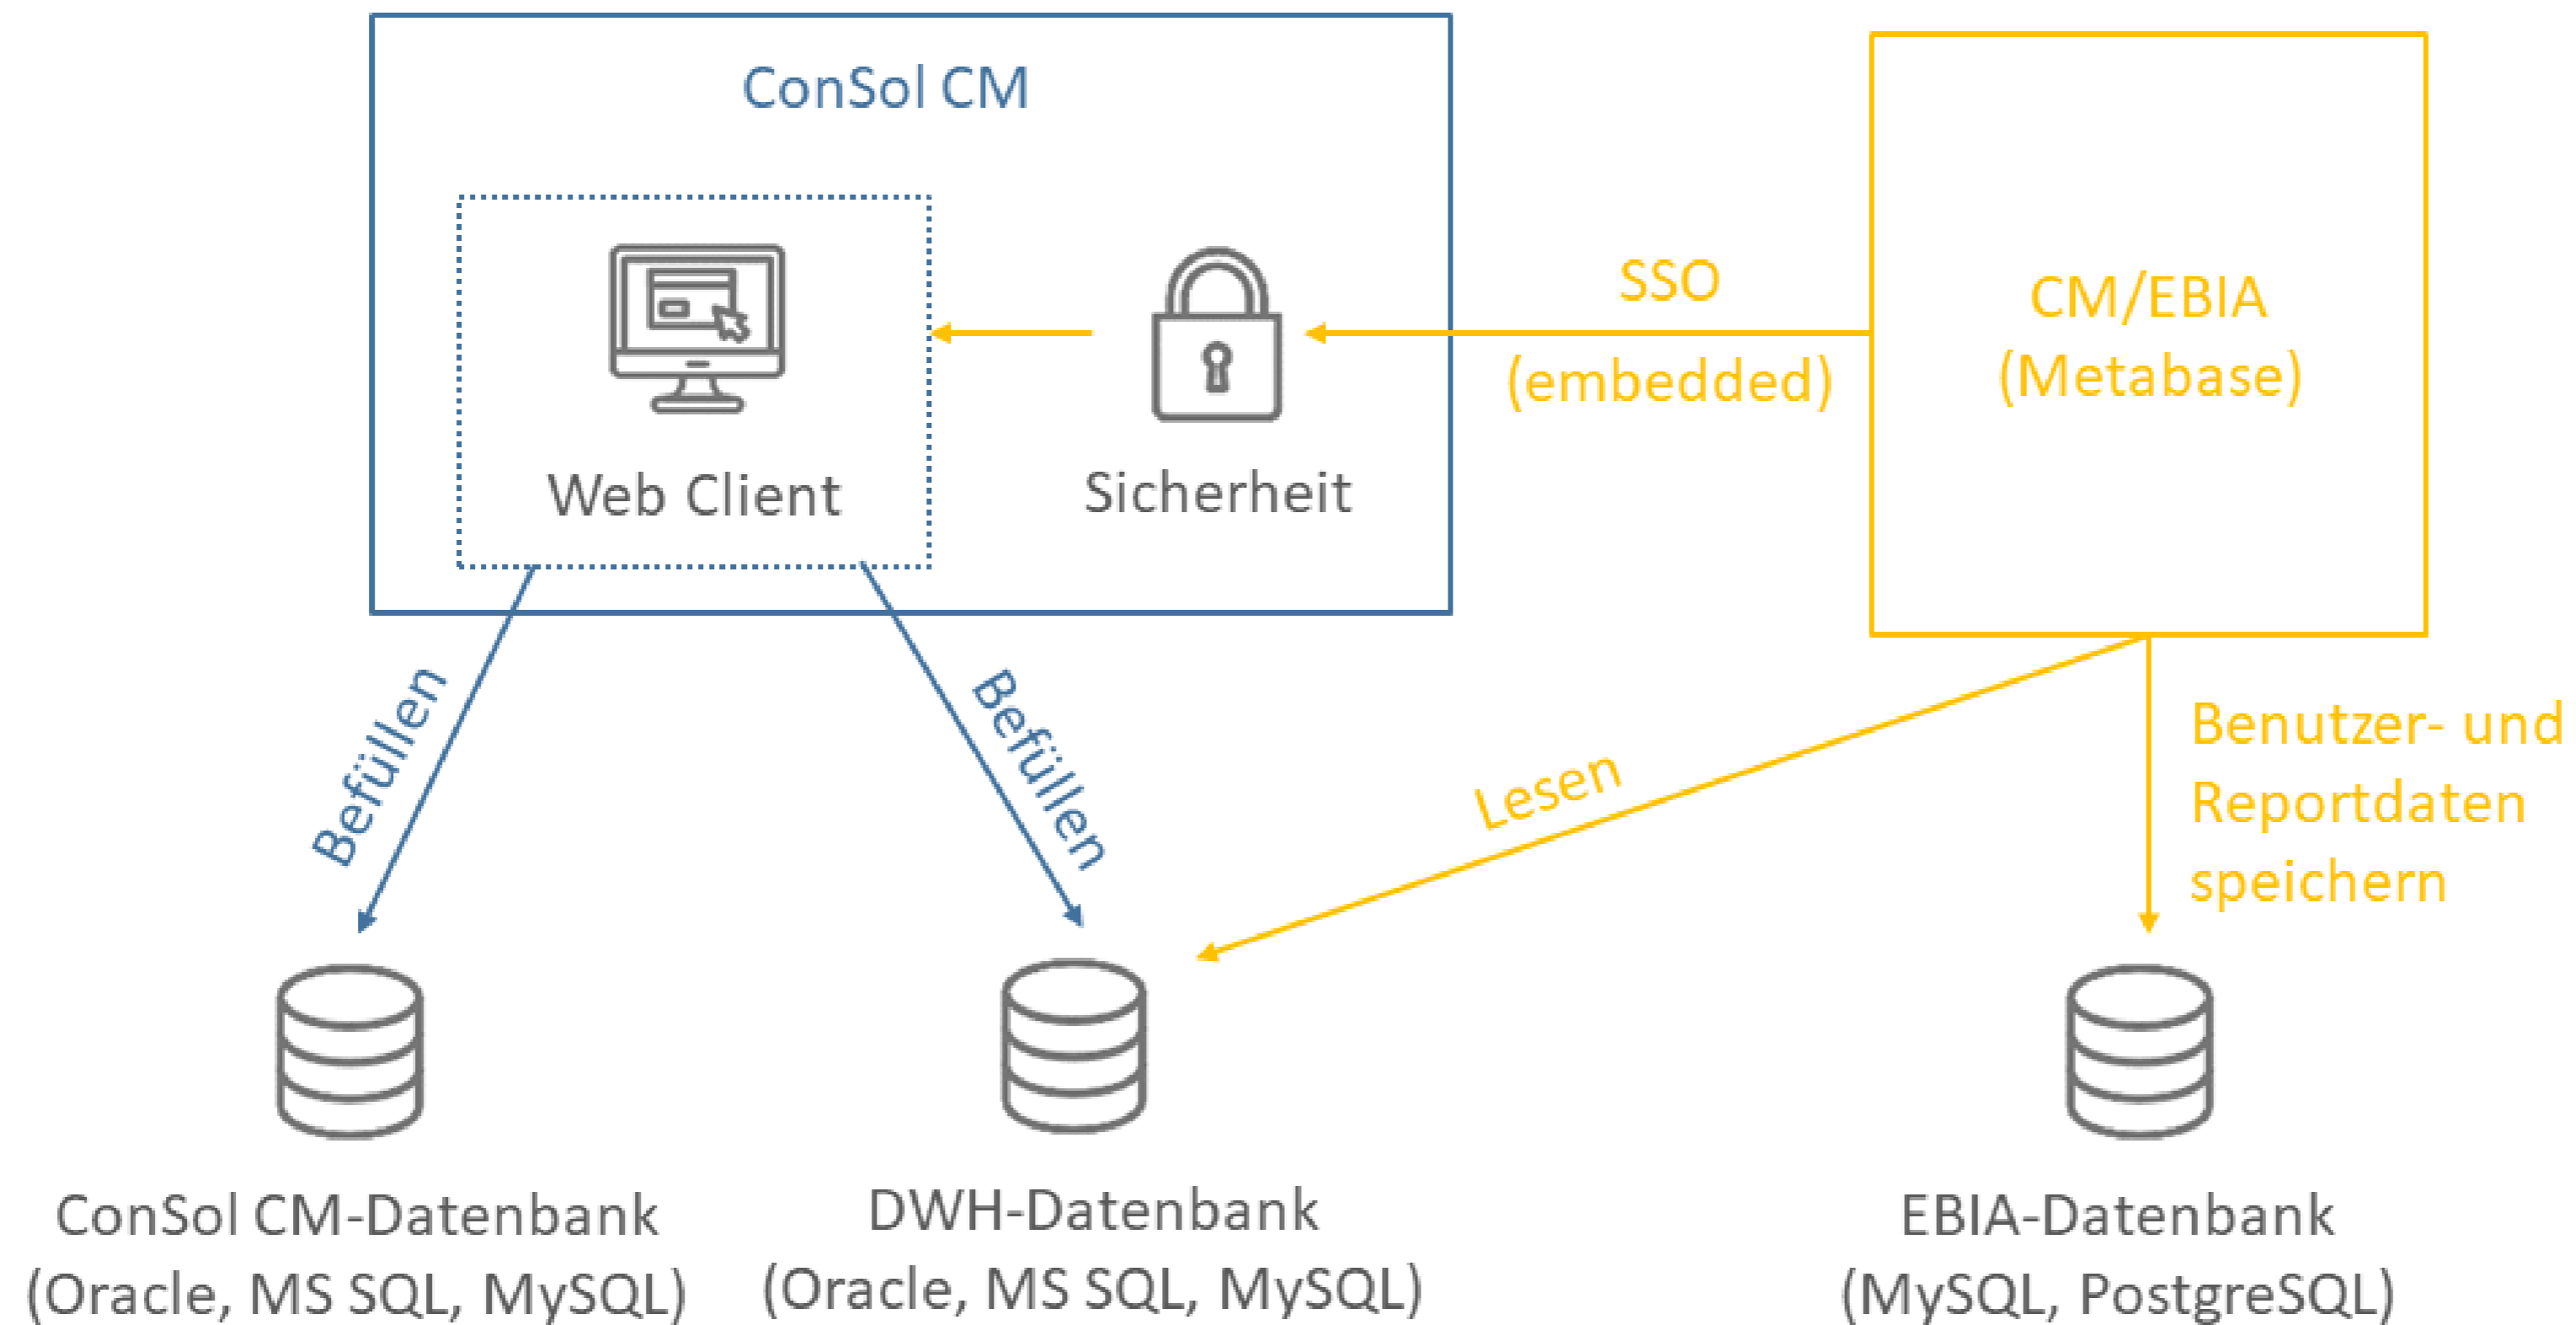 ConSol CM
Web Client
Sicherheit
SSO
(embedded)
CM/EBIA
(Metabase)
Befüllen
Befüllen
Lesen
Benutzer- und
Reportdaten
speichern
ConSol CM-Datenbank
(Oracle, MS SQL, MySQL)
DWH-Datenbank
(Oracle, MS SQL, MySQL)
EBIA-Datenbank
(MySQL, PostgreSQL)